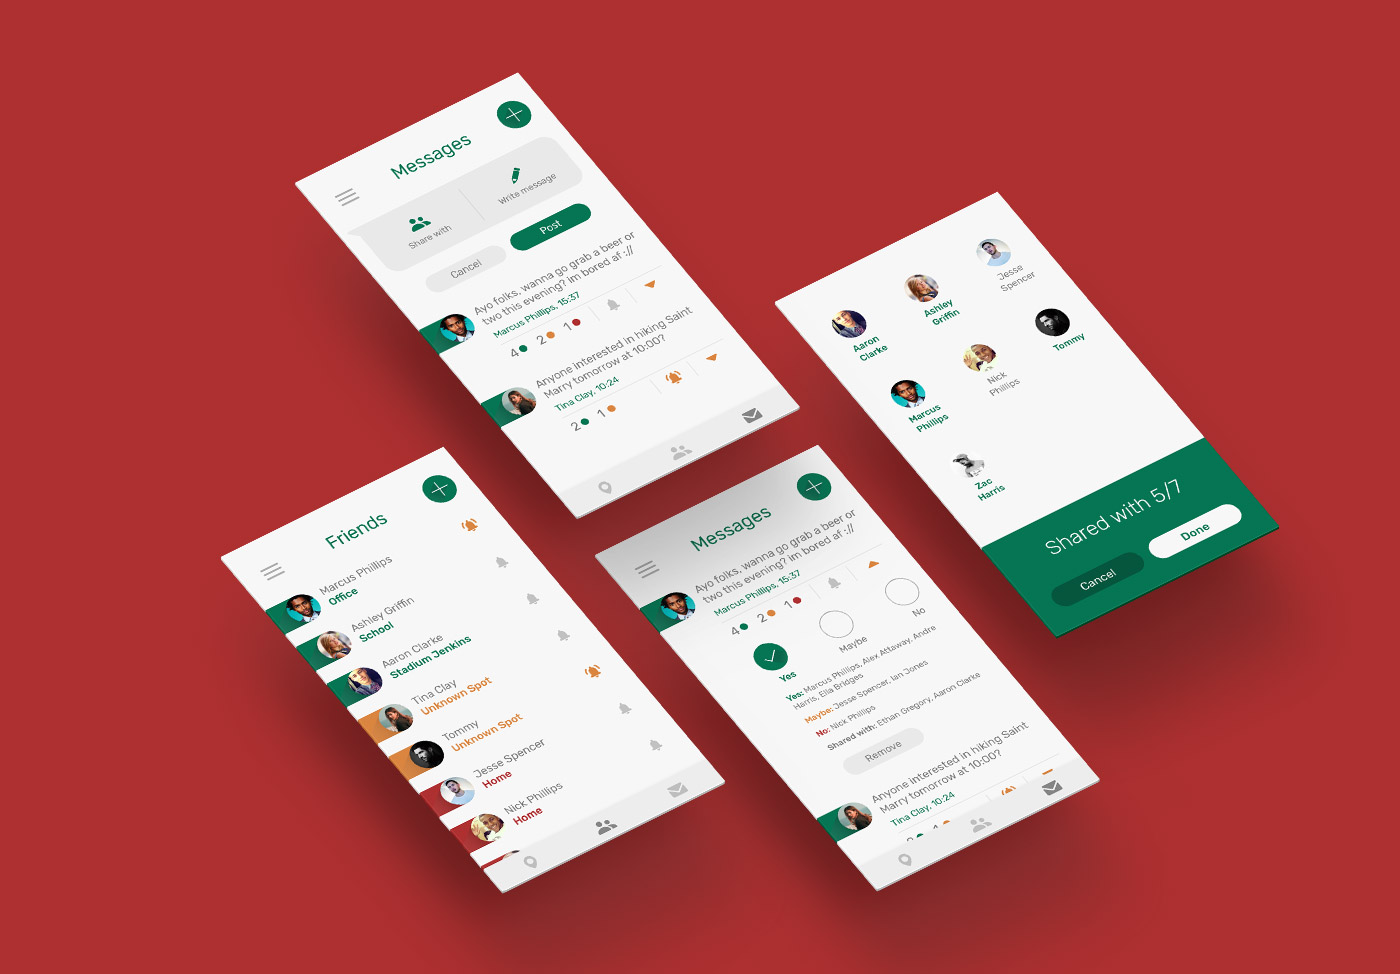 Messages
Share with
Write message
Cancel
Post
Ayo folks, wanna go grab a beer or
two this evening? im bored af ://
Marcus Phillips, 15:37
4 2 1
Anyone interested in hiking Saint
Marry tomorrow at 10:00?
Tina Clay, 10:24
2 1
Jesse
Spencer
Ashley
Griffin
Aaron
Clarke
Tommy
Nick
Phillips
Marcus
Phillips
Zac
Harris
Shared with 5/7
Cancel
Done
Friends
Marcus Phillips
Office
Ashley Griffin
School
Aaron Clarke
Stadium Jenkins
Tina Clay
Unknown Spot
Tommy
Unknown Spot
Jesse Spencer
Home
Nick Phillips
Home
Messages
Ayo folks, wanna go grab a beer or
two this evening? im bored af ://
Marcus Phillips, 15:37
4 2 1
Yes
Maybe
No
Yes: Marcus Phillips, Alex Attaway, Andre
Harris, Ella Bridges
Maybe: Jesse Spencer, Ian Jones
No: Nick Phillips
Shared with: Ethan Gregory, Aaron Clarke
Remove
Anyone interested in hiking Saint
Marry tomorrow at 10:00?
Tina Clay, 10:24